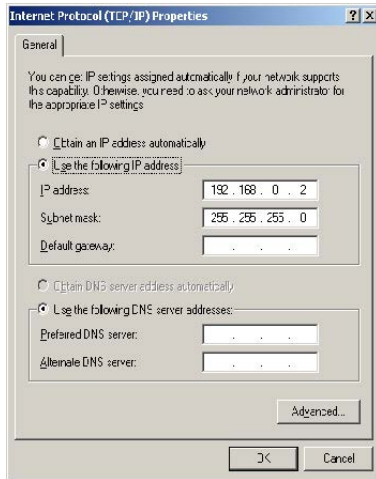 Internet Protocol (TCP/IP) Properties
General
You can get IP settings assigned automatically if your network supports
this capability. Otherwise, you need to ask your network administrator for
the appropriate IP settings.
Obtain an IP address automatically
Use the following IP address:
IP address: 192 . 168 . 0 . 2
Subnet mask: 255 . 255 . 255 . 0
Default gateway: . . .
Obtain DNS server address automatically
Use the following DNS server addresses:
Preferred DNS server: . . .
Alternate DNS server: . . .
Advanced...
OK Cancel